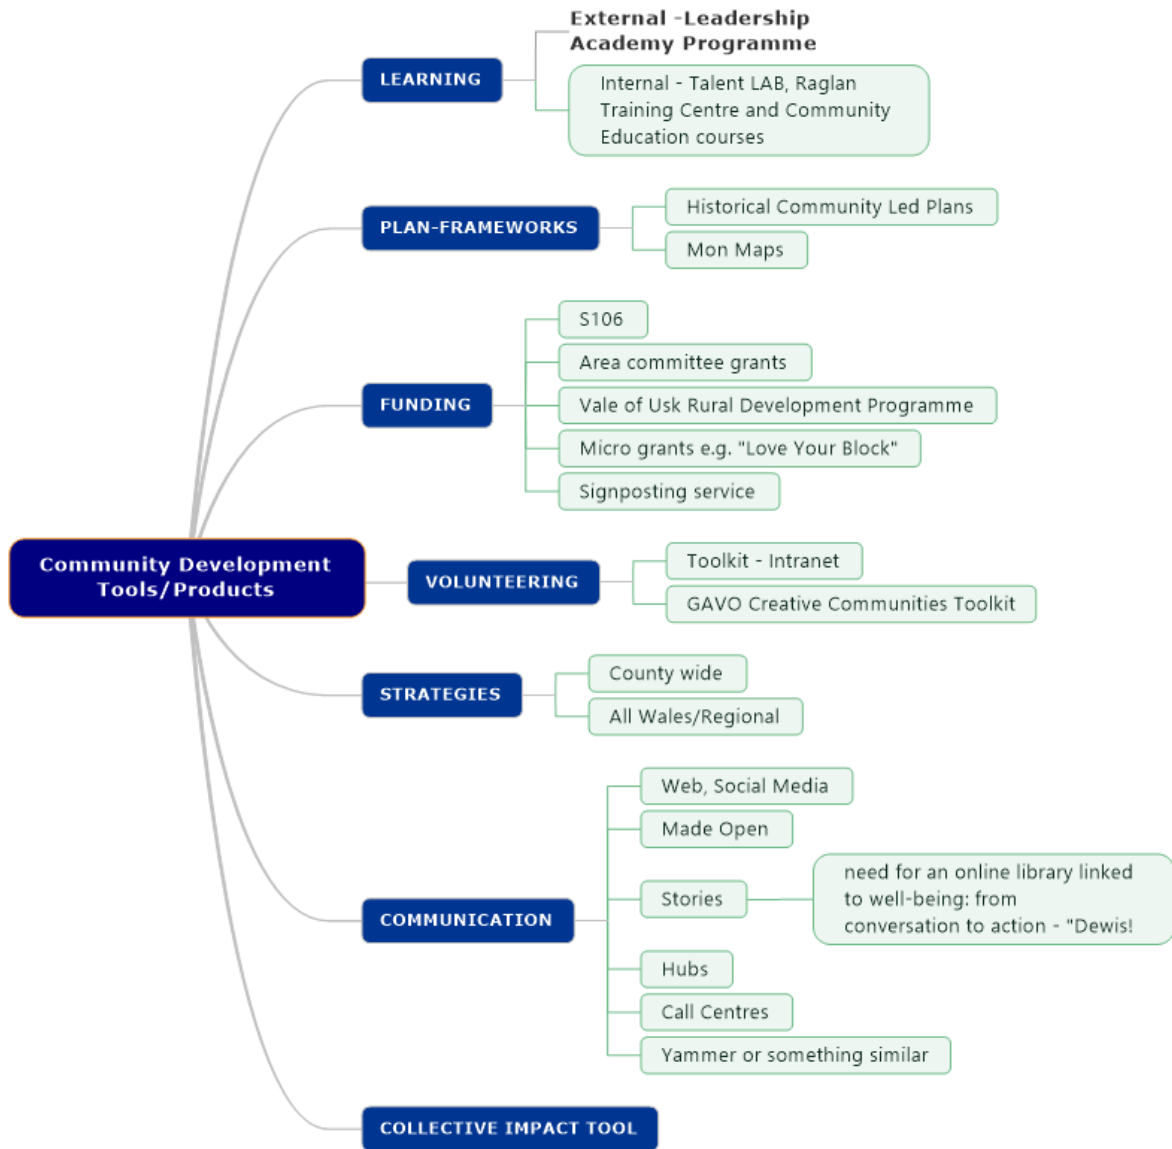 External -Leadership
Academy Programme
LEARNING
Internal - Talent LAB, Raglan
Training Centre and Community
Education courses
PLAN-FRAMEWORKS
Historical Community Led Plans
Mon Maps
FUNDING
S106
Area committee grants
Vale of Usk Rural Development Programme
Micro grants e.g. "Love Your Block"
Signposting service
Community Development
Tools/Products
VOLUNTEERING
Toolkit - Intranet
GAVO Creative Communities Toolkit
STRATEGIES
County wide
All Wales/Regional
COMMUNICATION
Web, Social Media
Made Open
Stories
need for an online library linked
to well-being: from
conversation to action - "Dewis!
Hubs
Call Centres
Yammer or something similar
COLLECTIVE IMPACT TOOL